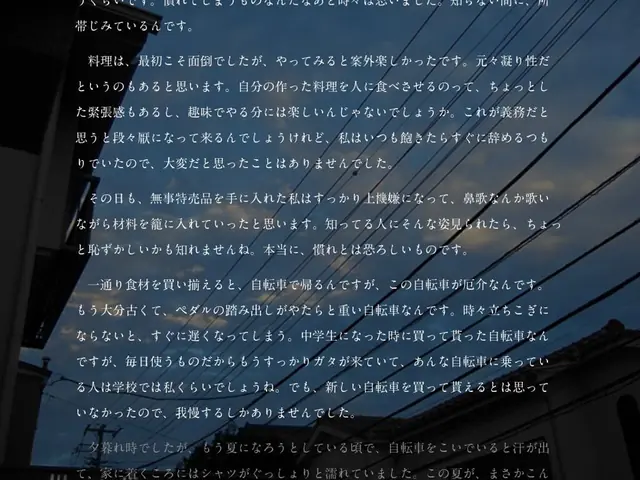 うくらいです。慣れてしまうものなんだなあと時々は思いました。知らない間に、所
帯じみているんです。
料理は、最初こそ面倒でしたが、やってみると案外楽しかったです。元々凝り性だ
というのもあると思います。自分の作った料理を人に食べさせるのって、ちょっとし
た緊張感もあるし、趣味でやる分には楽しいんじゃないでしょうか。これが義務だと
思うと段々厭になって来るんでしょうけれど、私はいつも飽きたらすぐに辞めるつも
りでいたので、大変だと思ったことはありませんでした。
その日も、無事特売品を手に入れた私はすっかり上機嫌になって、鼻歌なんか歌い
ながら材料を籠に入れていったと思います。知ってる人にそんな姿見られたら、ちょっ
と恥ずかしいかも知れませんね。本当に、慣れとは恐ろしいものです。
一通り食材を買い揃えると、自転車で帰るんですが、この自転車が厄介なんです。
もう大分古くて、ペダルの踏み出しがやたらと重い自転車なんです。時々立ちこぎに
ならないと、すぐに遅くなってしまう。中学生になった時に買って貰った自転車なん
ですが、毎日使うものだからもうすっかりガタが来ていて、あんな自転車に乗ってい
る人は学校では私くらいでしょうね。でも、新しい自転車を買って貰えるとは思って
いなかったので、我慢するしかありませんでした。
夕暮れ時でしたが、もう夏になろうとしている頃で、自転車をこいでいると汗が出
て、家に着くころにはシャツがぐっしょりと濡れていました。この夏が、まさかこん